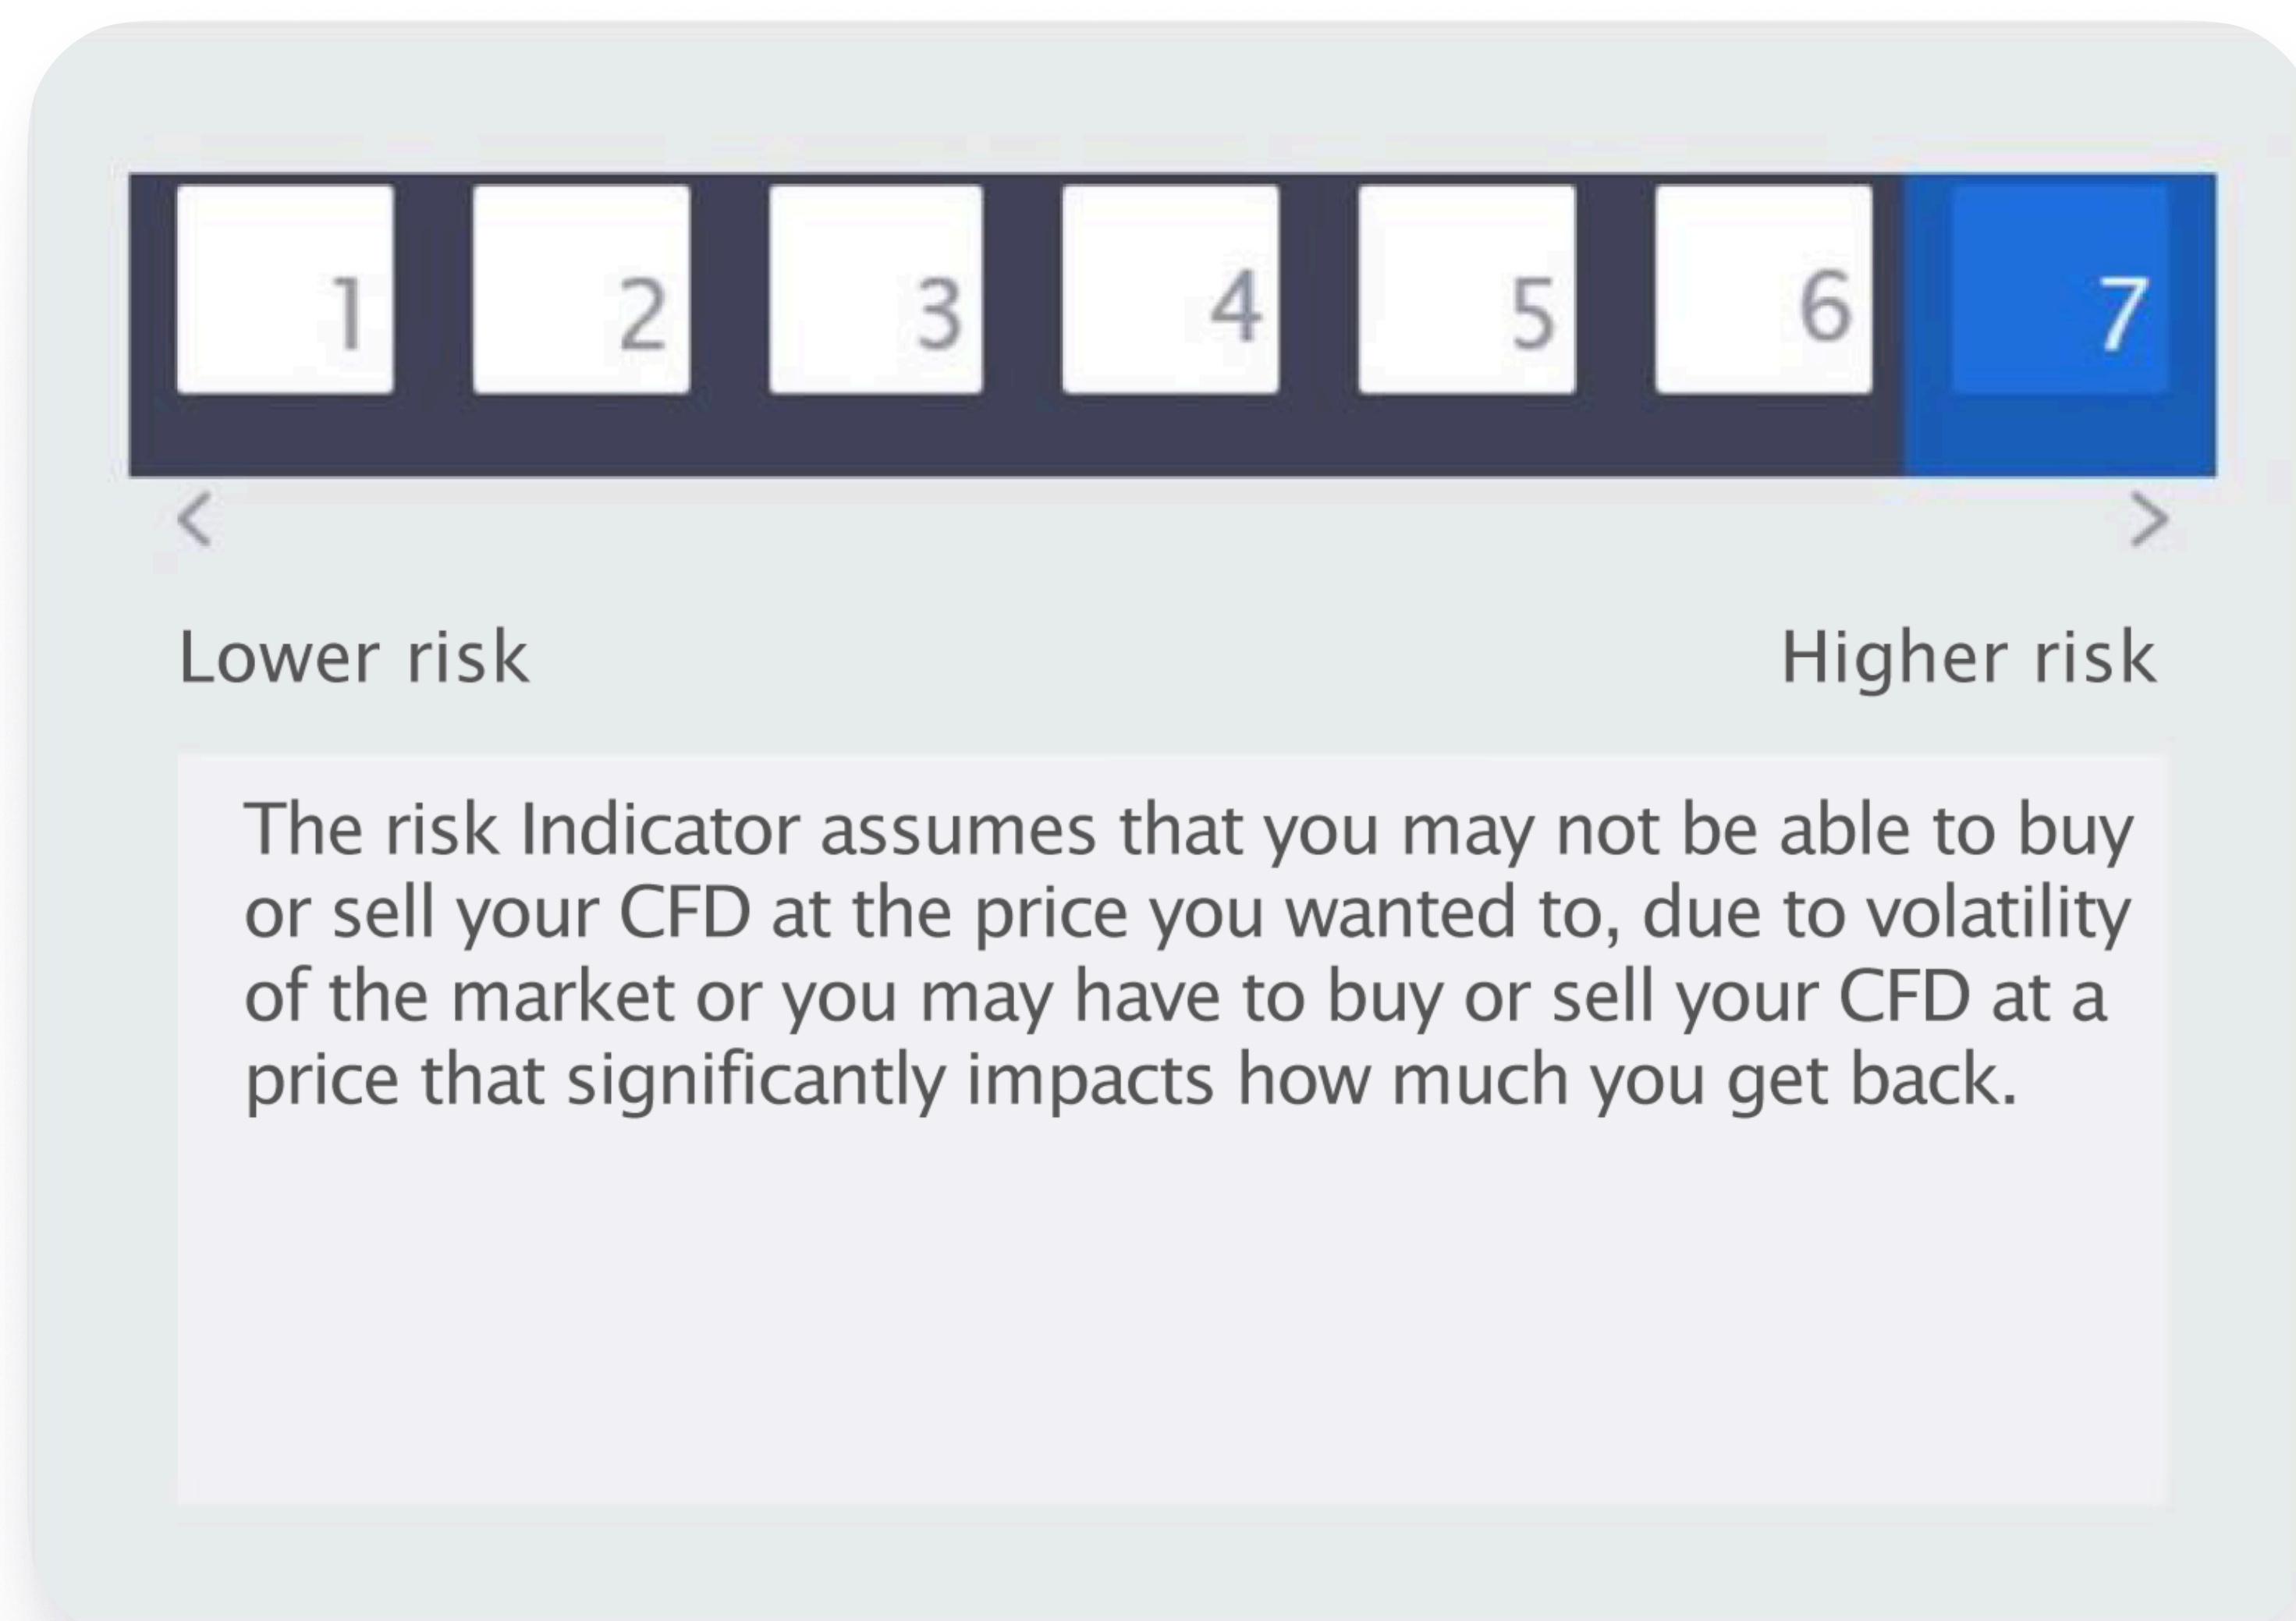 1 2 3 4 5 6 7
< >
Lower risk Higher risk
The risk Indicator assumes that you may not be able to buy
or sell your CFD at the price you wanted to, due to volatility
of the market or you may have to buy or sell your CFD at a
price that significantly impacts how much you get back.